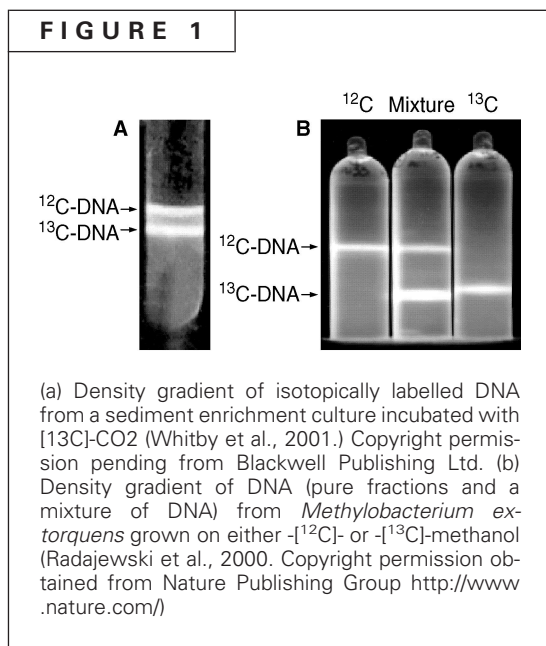 FIGURE 1
¹²C Mixture ¹³C
A
B
¹²C-DNA→
¹³C-DNA→
¹²C-DNA→
¹³C-DNA→
(a) Density gradient of isotopically labelled DNA
from a sediment enrichment culture incubated with
[13C]-CO2 (Whitby et al., 2001.) Copyright permis-
sion pending from Blackwell Publishing Ltd. (b)
Density gradient of DNA (pure fractions and a
mixture of DNA) from Methylobacterium ex-
torquens grown on either -[¹²C]- or -[¹³C]-methanol
(Radajewski et al., 2000. Copyright permission ob-
tained from Nature Publishing Group http://www
.nature.com/)